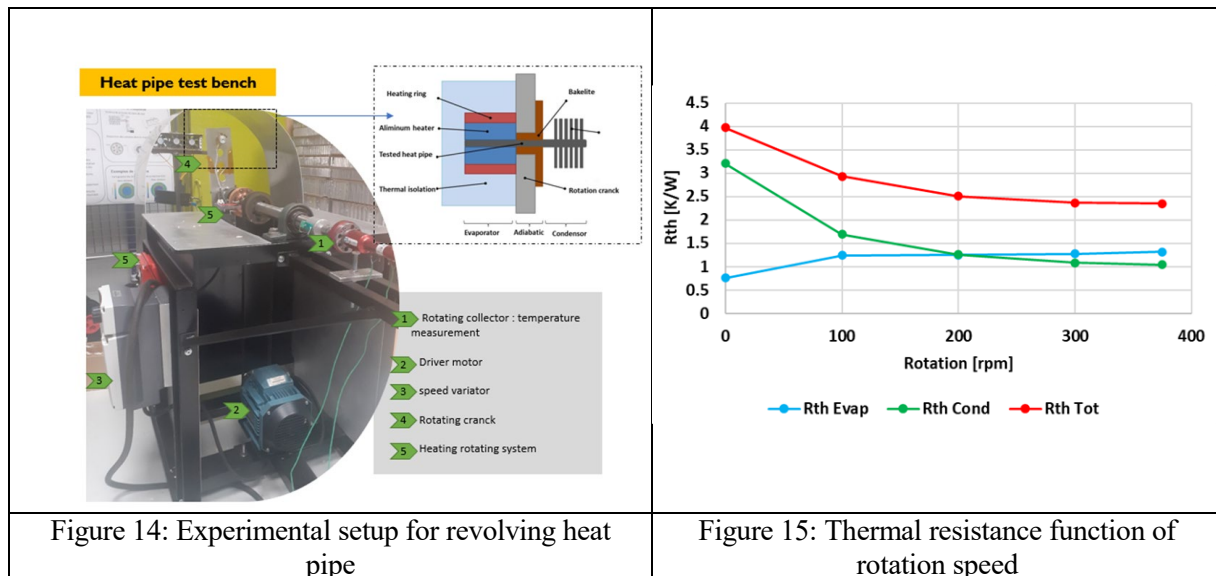 Heat pipe test bench
Heating ring
Aliminum heater
Tested heat pipe
Thermal isolation
Bakelite
Rotation cranck
Evaporator
Adiabatic
Condensor
4
5
1
5
3
2
1 Rotating collector : temperature
measurement
2 Driver motor
3 speed variator
4 Rotating cranck
5 Heating rotating system
Figure 14: Experimental setup for revolving heat
pipe
Rth [K/W]
4.5
4
3.5
3
2.5
2
1.5
1
0.5
0
0 100 200 300 400
Rotation [rpm]
Rth Evap Rth Cond Rth Tot
Figure 15: Thermal resistance function of
rotation speed